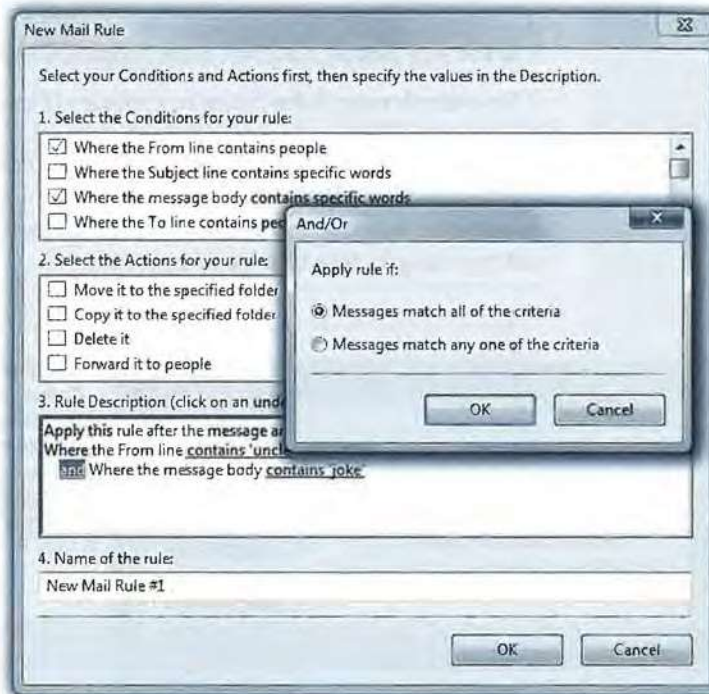 New Mail Rule
Select your Conditions and Actions first, then specify the values in the Description.
1. Select the Conditions for your rule:
Where the From line contains people
Where the Subject line contains specific words
Where the message body contains specific words
Where the To line contains
2. Select the Actions for your rule:
Move it to the specified folder
Copy it to the specified folder
Delete it
Forward it to people
3. Rule Description (click on an
Apply this rule after the message
Where the From line contains 'uncle
and Where the message body contains 'joke'
4. Name of the rule:
New Mail Rule #1
OK
Cancel
And/Or
Apply rule if:
Messages match all of the criteria
Messages match any one of the criteria
OK
Cancel